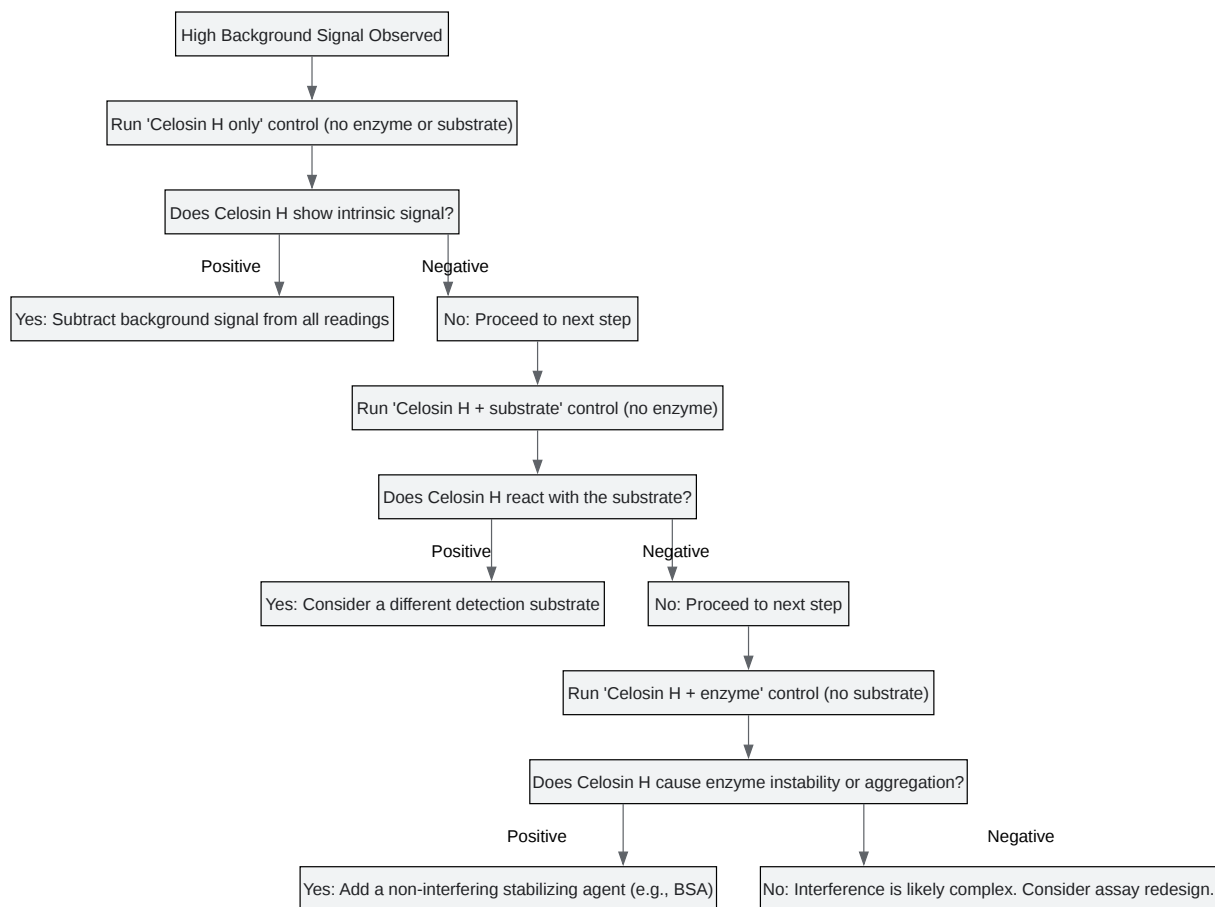 High Background Signal Observed
Run 'Celosin H only' control (no enzyme or substrate)
Does Celosin H show intrinsic signal?
Positive
Negative
Yes: Subtract background signal from all readings
No: Proceed to next step
Run 'Celosin H + substrate' control (no enzyme)
Does Celosin H react with the substrate?
Positive
Negative
Yes: Consider a different detection substrate
No: Proceed to next step
Run 'Celosin H + enzyme' control (no substrate)
Does Celosin H cause enzyme instability or aggregation?
Positive
Negative
Yes: Add a non-interfering stabilizing agent (e.g., BSA)
No: Interference is likely complex. Consider assay redesign.